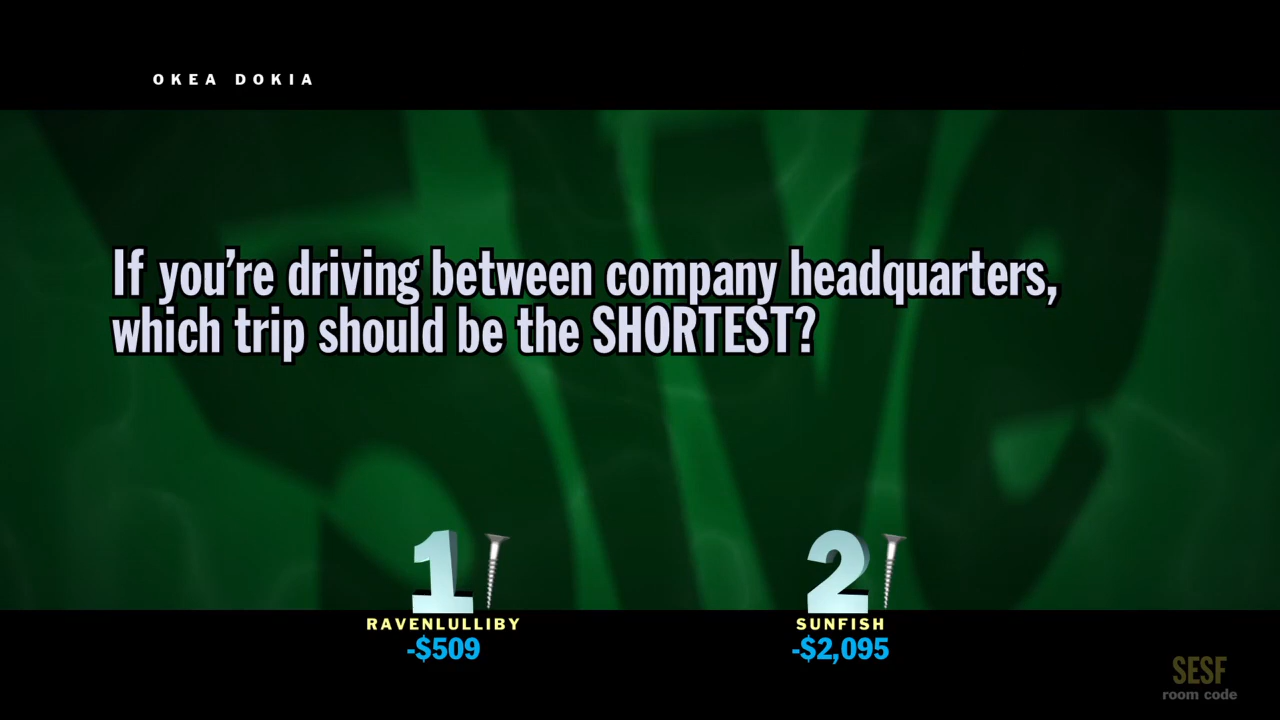 OKEA DOKIA
If you're driving between company headquarters,
which trip should be the SHORTEST?
1
2
RAVENLULLIBY
SUNFISH
-$509
-$2,095
SESF
room code